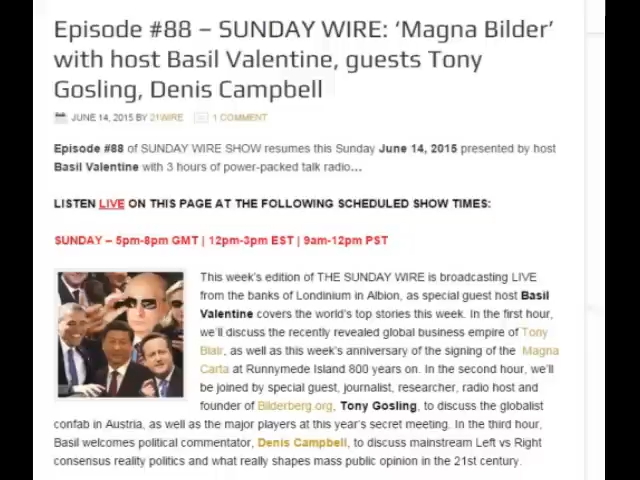 Episode #88 – SUNDAY WIRE: ‘Magna Bilder’
with host Basil Valentine, guests Tony
Gosling, Denis Campbell
JUNE 14, 2015 BY 21WIRE 1 COMMENT
Episode #88 of SUNDAY WIRE SHOW resumes this Sunday June 14, 2015 presented by host
Basil Valentine with 3 hours of power-packed talk radio…
LISTEN LIVE ON THIS PAGE AT THE FOLLOWING SCHEDULED SHOW TIMES:
SUNDAY – 5pm-8pm GMT | 12pm-3pm EST | 9am-12pm PST
This week's edition of THE SUNDAY WIRE is broadcasting LIVE
from the banks of Londinium in Albion, as special guest host Basil
Valentine covers the world's top stories this week. In the first hour,
we'll discuss the recently revealed global business empire of Tony
Blair, as well as this week's anniversary of the signing of the Magna
Carta at Runnymede Island 800 years on. In the second hour, we'll
be joined by special guest, journalist, researcher, radio host and
founder of Bilderberg.org, Tony Gosling, to discuss the globalist
confab in Austria, as well as the major players at this year's secret meeting. In the third hour,
Basil welcomes political commentator, Denis Campbell, to discuss mainstream Left vs Right
consensus reality politics and what really shapes mass public opinion in the 21st century.